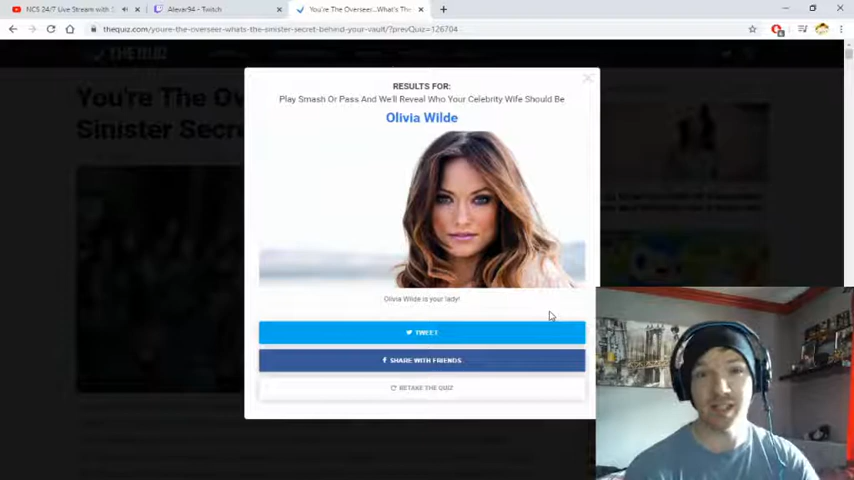 NCS 24/7 Live Stream with
Alevar94 - Twitch
You're The Overseer...What's The
thequiz.com/youre-the-overseer-whats-the-sinister-secret-behind-your-vault/?prevQuiz=126704
THEQUIZ
You're The Ov
Sinister Secre
RESULTS FOR:
Play Smash Or Pass And We'll Reveal Who Your Celebrity Wife Should Be
Olivia Wilde
Olivia Wilde is your lady!
TWEET
SHARE WITH FRIENDS
RETAKE THE QUIZ